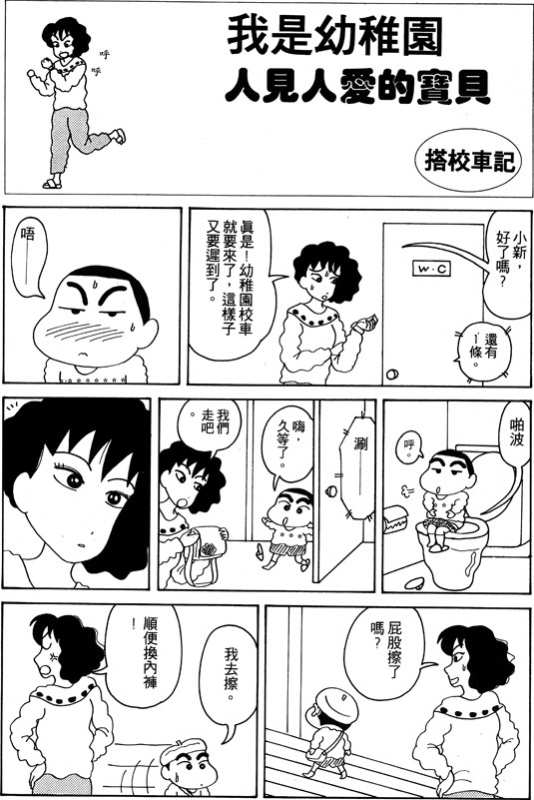 我是幼稚園
人見人愛的寶貝
搭校車記
呼
呼
小新，
好了嗎？
W.C
還有
一條。
真是！幼稚園校車
就要來了，這樣子
又要遲到了。
唔——
啪波
呼。
涮——
嗨，
久等了。
我們
走吧
。
屁股擦了
嗎？
我去擦。
順便換內褲
！